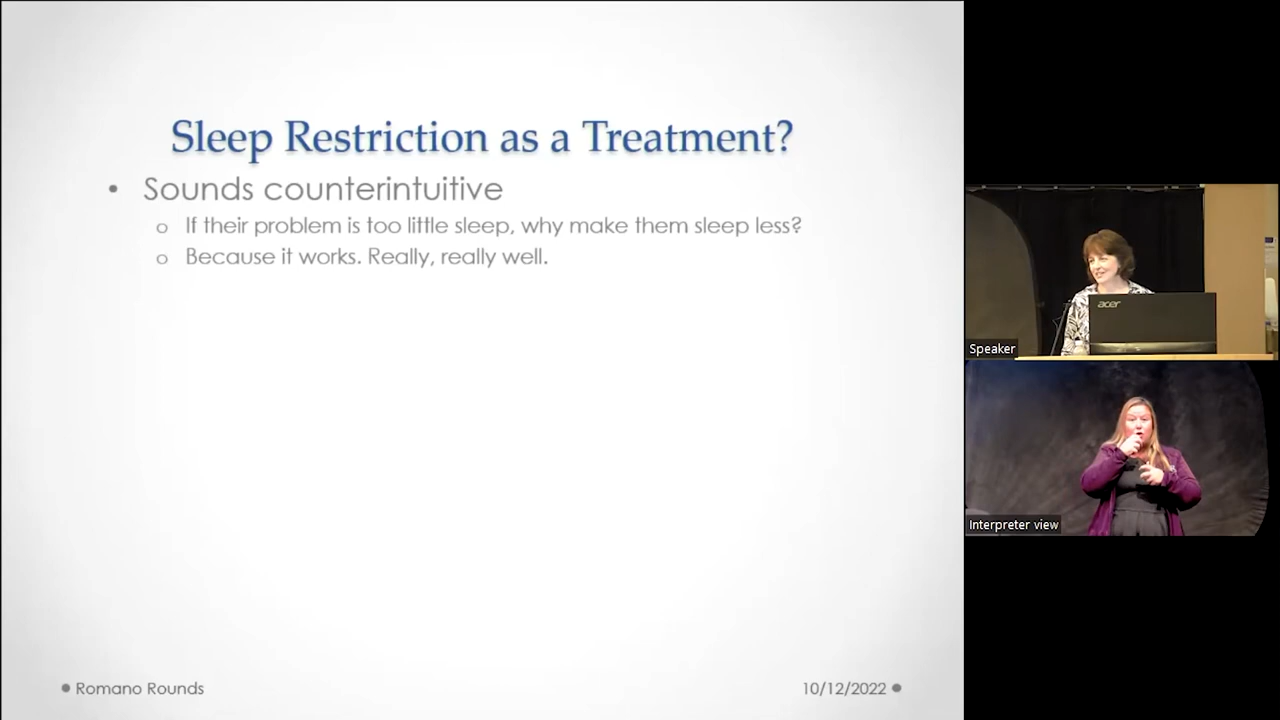 Sleep Restriction as a Treatment?
• Sounds counterintuitive
o If their problem is too little sleep, why make them sleep less?
o Because it works. Really, really well.
Romano Rounds
10/12/2022
acer
Speaker
Interpreter view